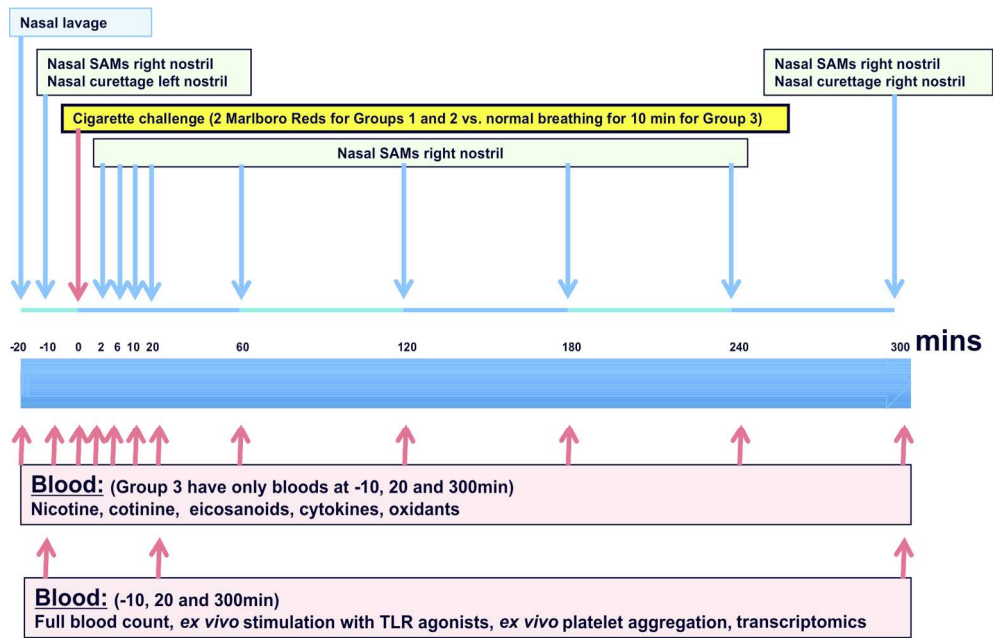 Nasal lavage
Nasal SAMs right nostril
Nasal curettage left nostril
Nasal SAMs right nostril
Nasal curettage right nostril
Cigarette challenge (2 Marlboro Reds for Groups 1 and 2 vs. normal breathing for 10 min for Group 3)
Nasal SAMs right nostril
-20 -10 0 2 6 10 20 60 120 180 240 300 mins
Blood: (Group 3 have only bloods at -10, 20 and 300min)
Nicotine, cotinine, eicosanoids, cytokines, oxidants
Blood: (-10, 20 and 300min)
Full blood count, ex vivo stimulation with TLR agonists, ex vivo platelet aggregation, transcriptomics